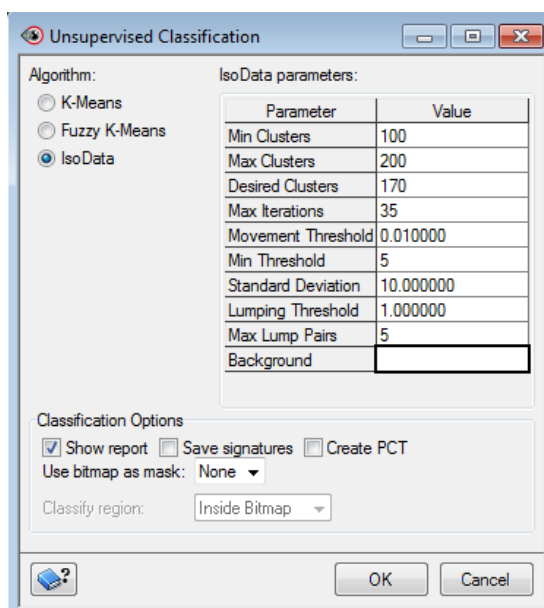 Unsupervised Classification
Algorithm:
K-Means
Fuzzy K-Means
IsoData
IsoData parameters:
Parameter Value
Min Clusters 100
Max Clusters 200
Desired Clusters 170
Max Iterations 35
Movement Threshold 0.010000
Min Threshold 5
Standard Deviation 10.000000
Lumping Threshold 1.000000
Max Lump Pairs 5
Background
Classification Options
Show report Save signatures Create PCT
Use bitmap as mask: None
Classify region: Inside Bitmap
? OK Cancel